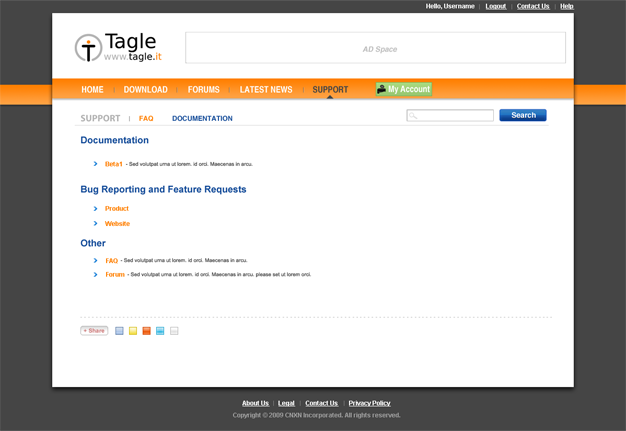 Hello, Username | Logout | Contact Us | Help
Tagle
www.tagle.it
AD Space
HOME DOWNLOAD FORUMS LATEST NEWS SUPPORT My Account
SUPPORT | FAQ DOCUMENTATION Search
Documentation
Beta1 - Sed volutpat urna ut lorem. id orci. Maecenas in arcu.
Bug Reporting and Feature Requests
Product
Website
Other
FAQ - Sed volutpat urna ut lorem. id orci. Maecenas in arcu.
Forum - Sed volutpat urna ut lorem. id orci. Maecenas in arcu. please set ut lorem orci.
+ Share
About Us | Legal | Contact Us | Privacy Policy
Copyright © 2009 CNXN Incorporated. All rights reserved.